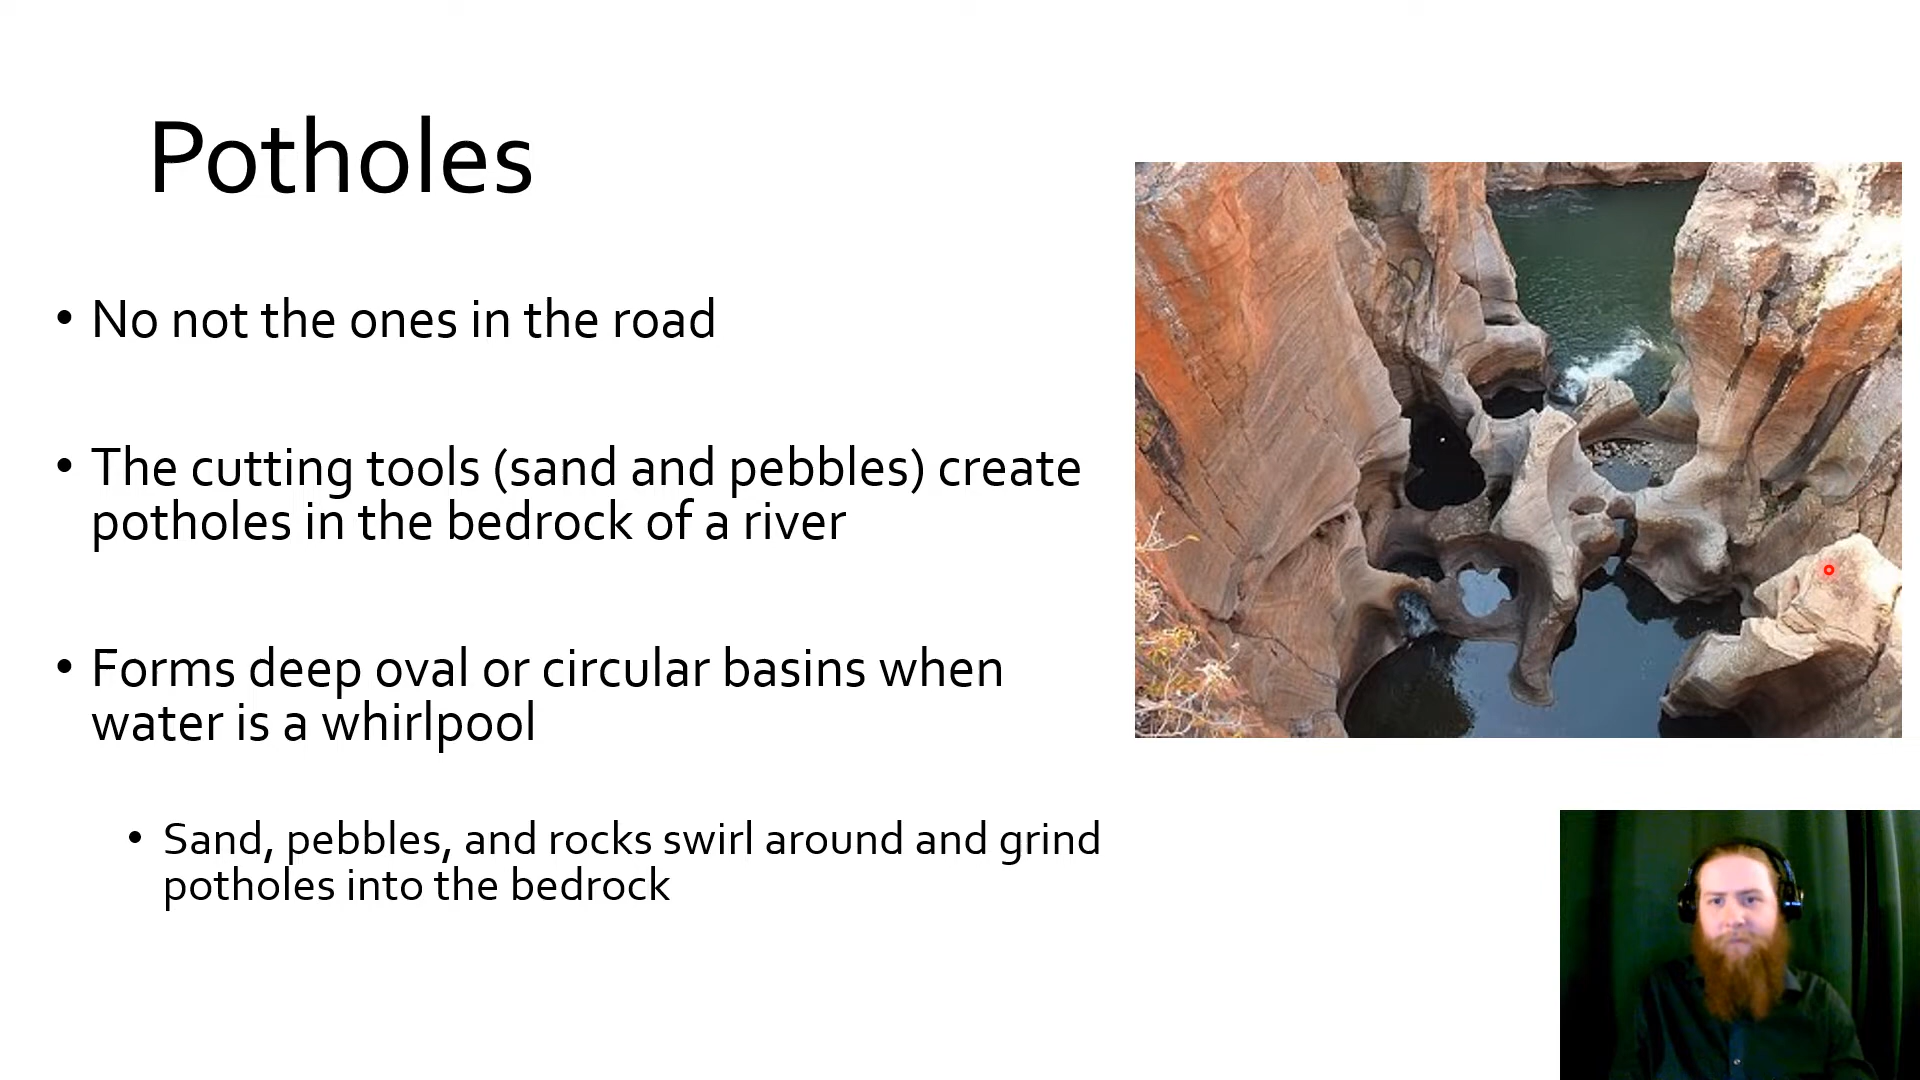 Potholes
• No not the ones in the road
• The cutting tools (sand and pebbles) create
potholes in the bedrock of a river
• Forms deep oval or circular basins when
water is a whirlpool
• Sand, pebbles, and rocks swirl around and grind
potholes into the bedrock